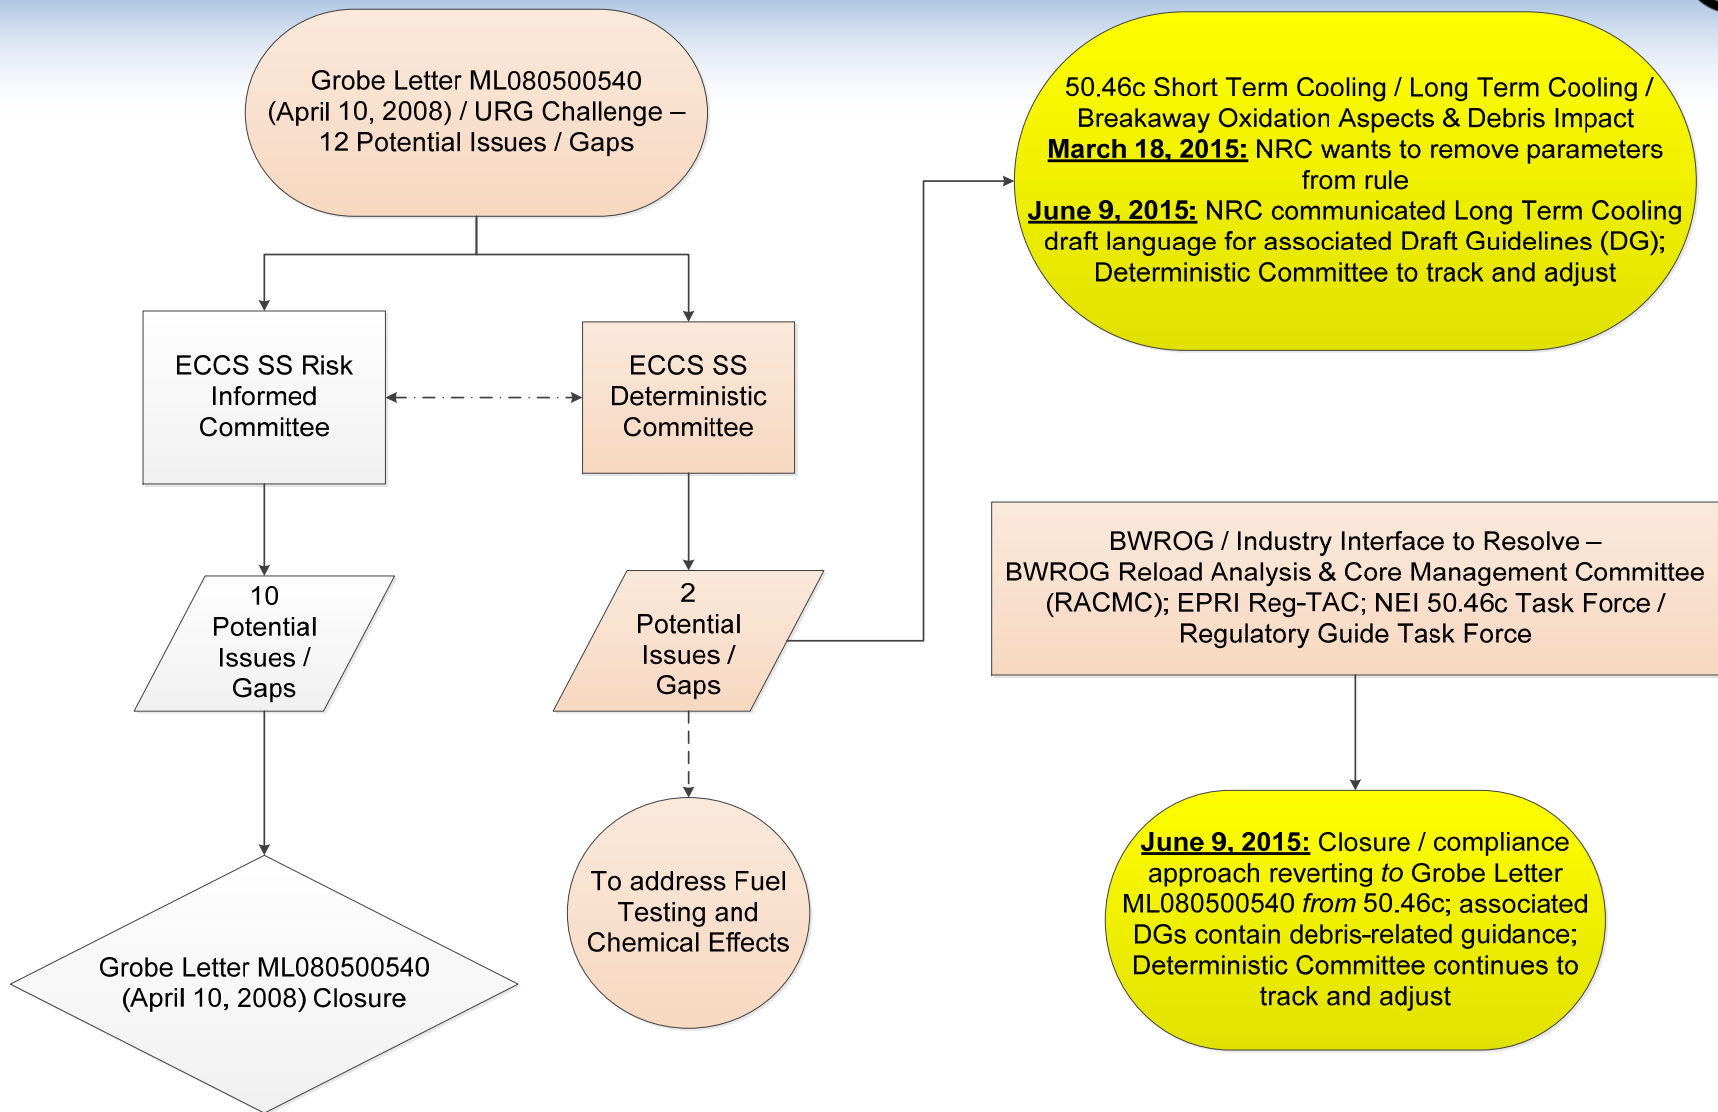 Grobe Letter ML080500540
(April 10, 2008) / URG Challenge –
12 Potential Issues / Gaps
50.46c Short Term Cooling / Long Term Cooling /
Breakaway Oxidation Aspects & Debris Impact
March 18, 2015: NRC wants to remove parameters
from rule
June 9, 2015: NRC communicated Long Term Cooling
draft language for associated Draft Guidelines (DG);
Deterministic Committee to track and adjust
ECCS SS Risk
Informed
Committee
ECCS SS
Deterministic
Committee
BWROG / Industry Interface to Resolve –
BWROG Reload Analysis & Core Management Committee
(RACMC); EPRI Reg-TAC; NEI 50.46c Task Force /
Regulatory Guide Task Force
10
Potential
Issues /
Gaps
2
Potential
Issues /
Gaps
To address Fuel
Testing and
Chemical Effects
June 9, 2015: Closure / compliance
approach reverting to Grobe Letter
ML080500540 from 50.46c; associated
DGs contain debris-related guidance;
Deterministic Committee continues to
track and adjust
Grobe Letter ML080500540
(April 10, 2008) Closure